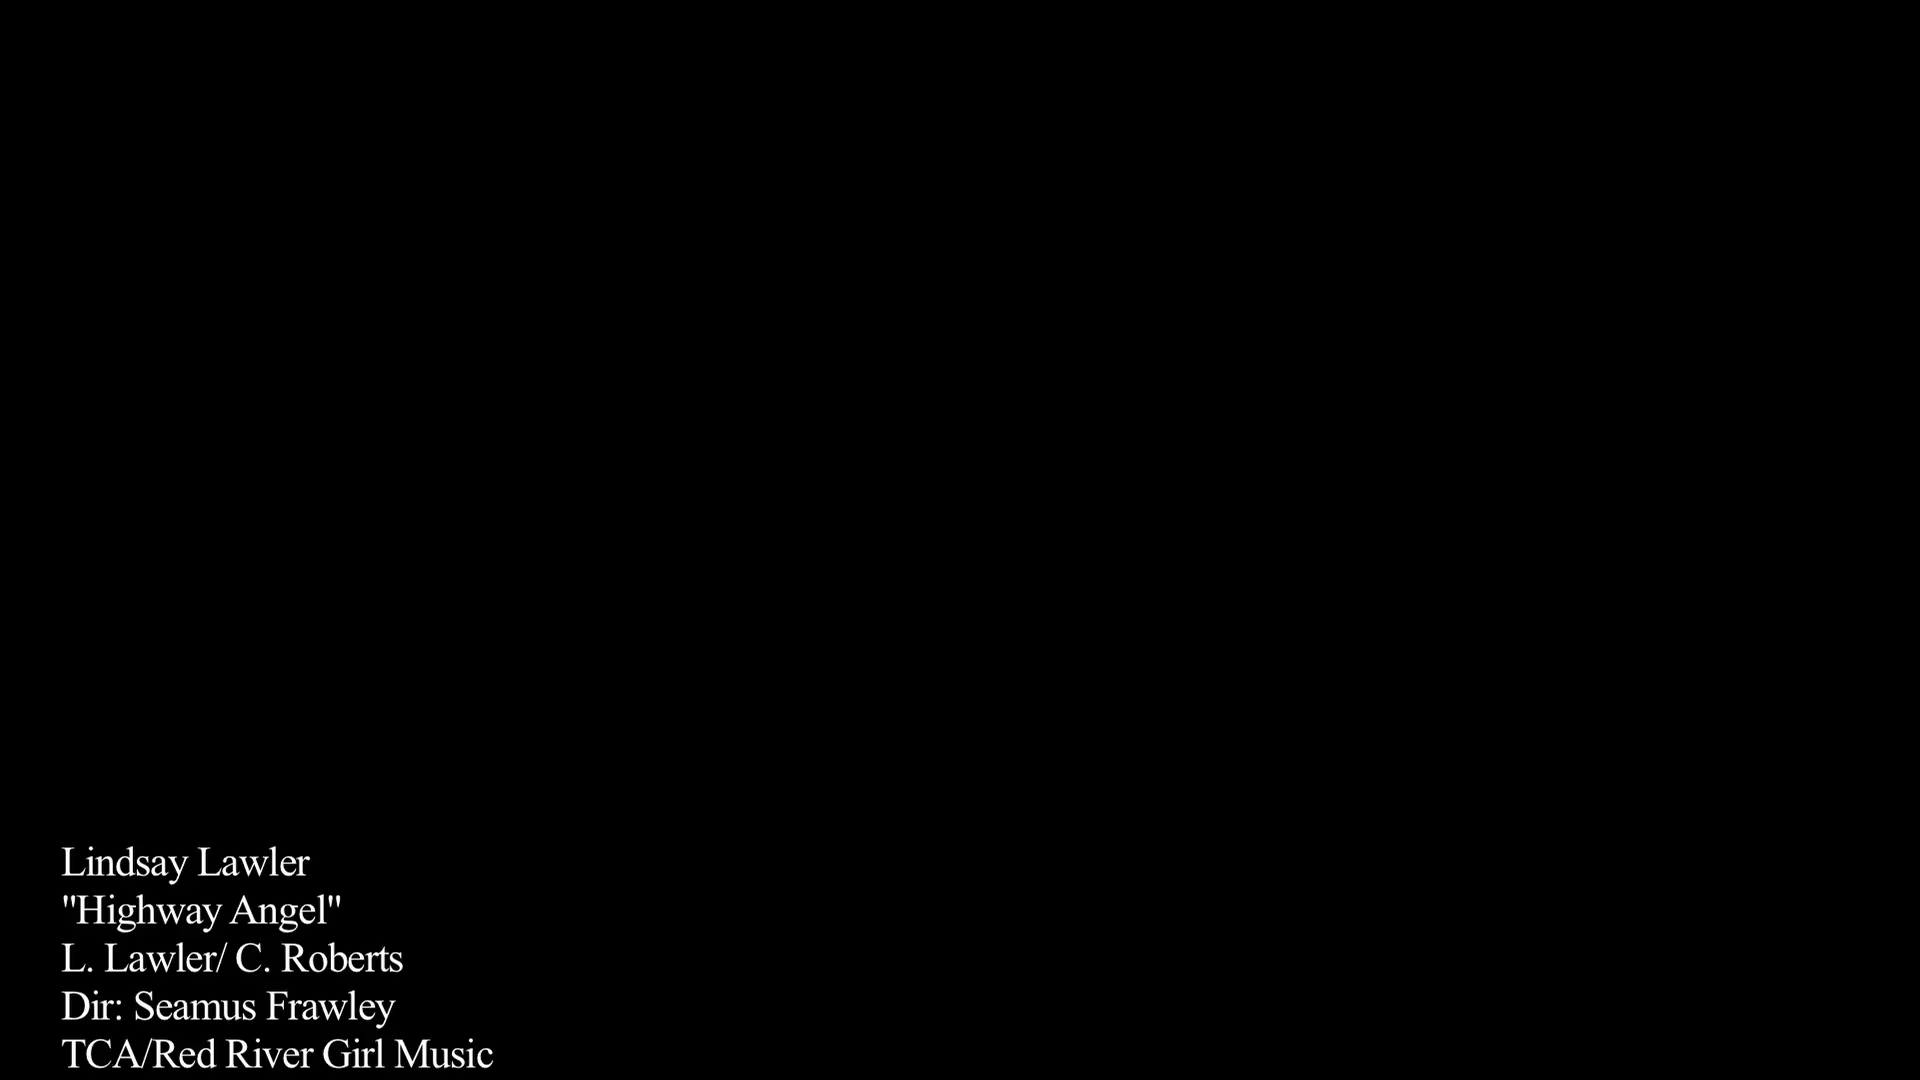 Lindsay Lawler
"Highway Angel"
L. Lawler/ C. Roberts
Dir: Seamus Frawley
TCA/Red River Girl Music